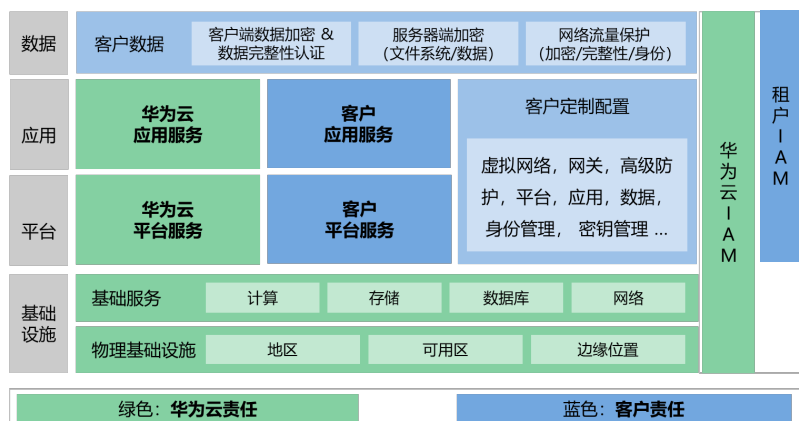 数据
客户数据
客户端数据加密 &
数据完整性认证
服务器端加密
(文件系统/数据)
网络流量保护
(加密/完整性/身份)
应用
华为云
应用服务
客户
应用服务
客户定制配置
虚拟网络，网关，高级防
护，平台，应用，数据，
身份管理， 密钥管理 ...
平台
华为云
平台服务
客户
平台服务
华为云IAM
租户IAM
基础
设施
基础服务
计算
存储
数据库
网络
物理基础设施
地区
可用区
边缘位置
绿色：华为云责任
蓝色：客户责任